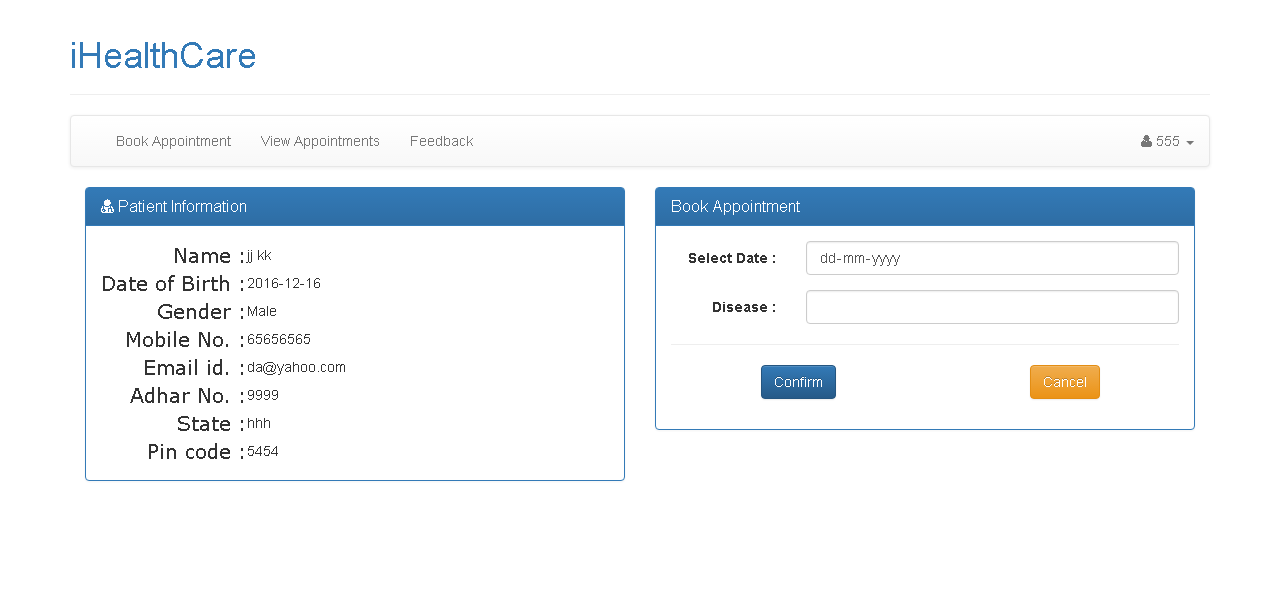 iHealthCare
Book Appointment View Appointments Feedback 555
Patient Information
Name :jj kk
Date of Birth :2016-12-16
Gender :Male
Mobile No. :65656565
Email id. :da@yahoo.com
Adhar No. :9999
State :hhh
Pin code :5454
Book Appointment
Select Date : dd-mm-yyyy
Disease :
Confirm Cancel